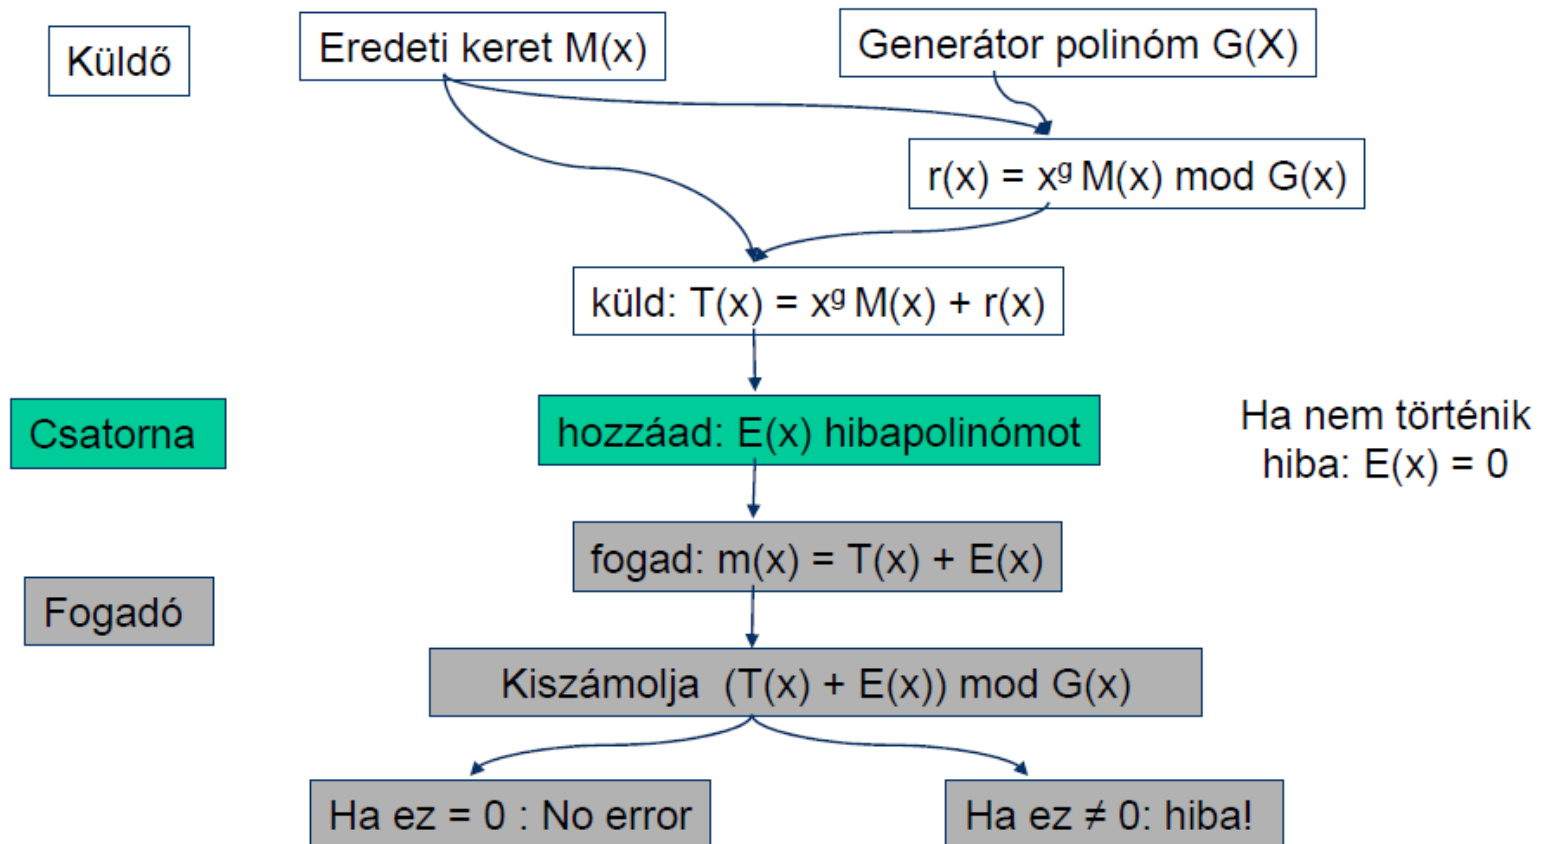 Küldő
Eredeti keret M(x)
Generátor polinóm G(X)
r(x) = xᵍ M(x) mod G(x)
küld: T(x) = xᵍ M(x) + r(x)
Csatorna
hozzáad: E(x) hibapolinómot
Ha nem történik
hiba: E(x) = 0
fogad: m(x) = T(x) + E(x)
Fogadó
Kiszámolja (T(x) + E(x)) mod G(x)
Ha ez = 0 : No error
Ha ez ≠ 0: hiba!